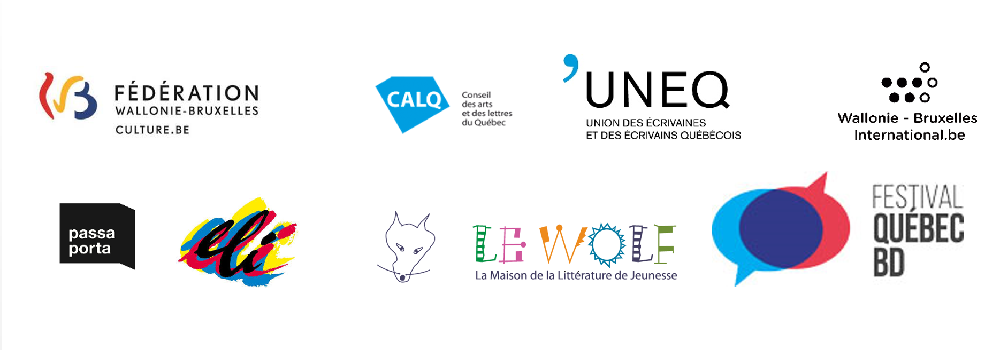 FÉDÉRATION
WALLONIE-BRUXELLES
CULTURE.BE
CALQ
Conseil
des arts
et des lettres
du Québec
’UNEQ
UNION DES ÉCRIVAINES
ET DES ÉCRIVAINS QUÉBÉCOIS
Wallonie - Bruxelles
International.be
passa
porta
eli
LE WOLF
La Maison de la Littérature de Jeunesse
FESTIVAL
QUÉBEC
BD